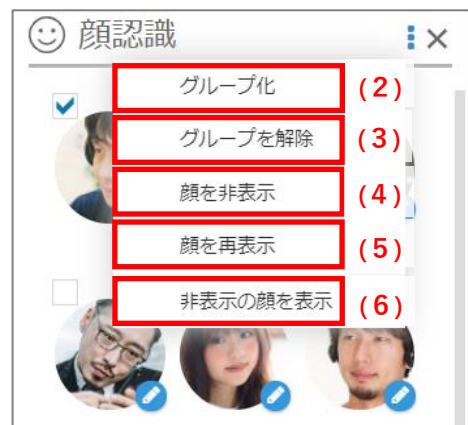 顔認識
グループ化 (2)
グループを解除 (3)
顔を非表示 (4)
顔を再表示 (5)
非表示の顔を表示 (6)